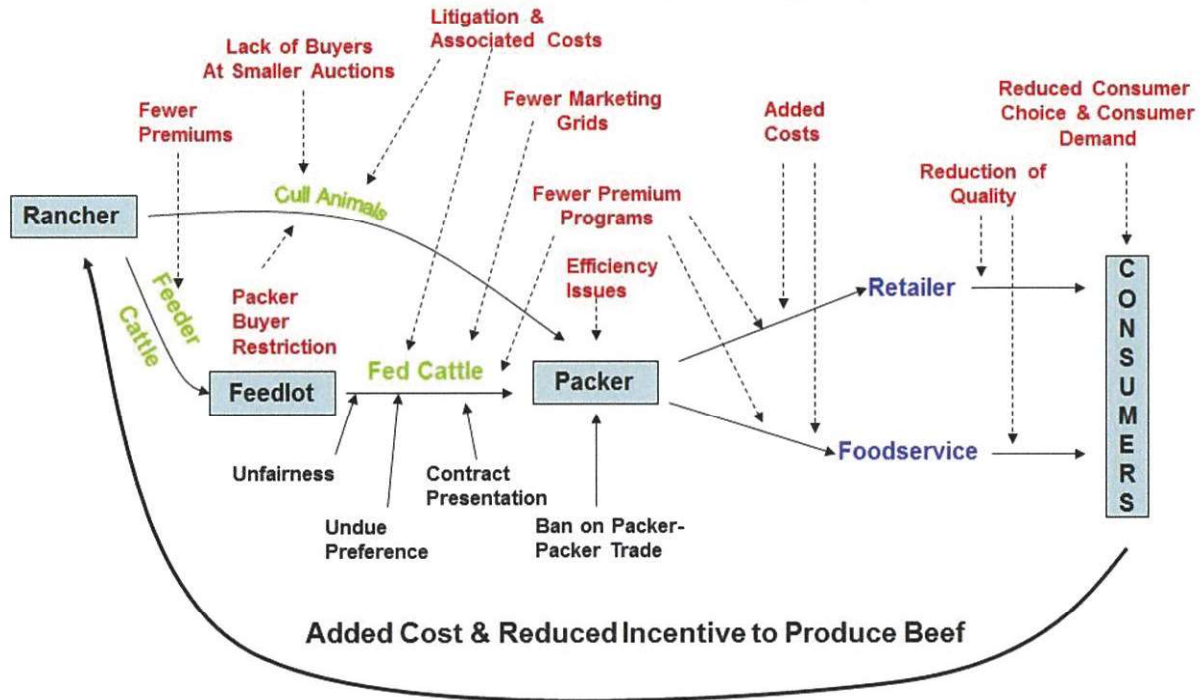 Litigation &
Associated Costs
Lack of Buyers
At Smaller Auctions
Fewer Marketing
Grids
Fewer
Premiums
Added
Costs
Reduced Consumer
Choice & Consumer
Demand
Reduction of
Quality
Cull Animals
Fewer Premium
Programs
Rancher
Efficiency
Issues
Retailer
Feeder
Cattle
Packer
Buyer
Restriction
Fed Cattle
Feedlot
Packer
CONSUMERS
Foodservice
Unfairness
Contract
Presentation
Undue
Preference
Ban on Packer-
Packer Trade
Added Cost & Reduced Incentive to Produce Beef